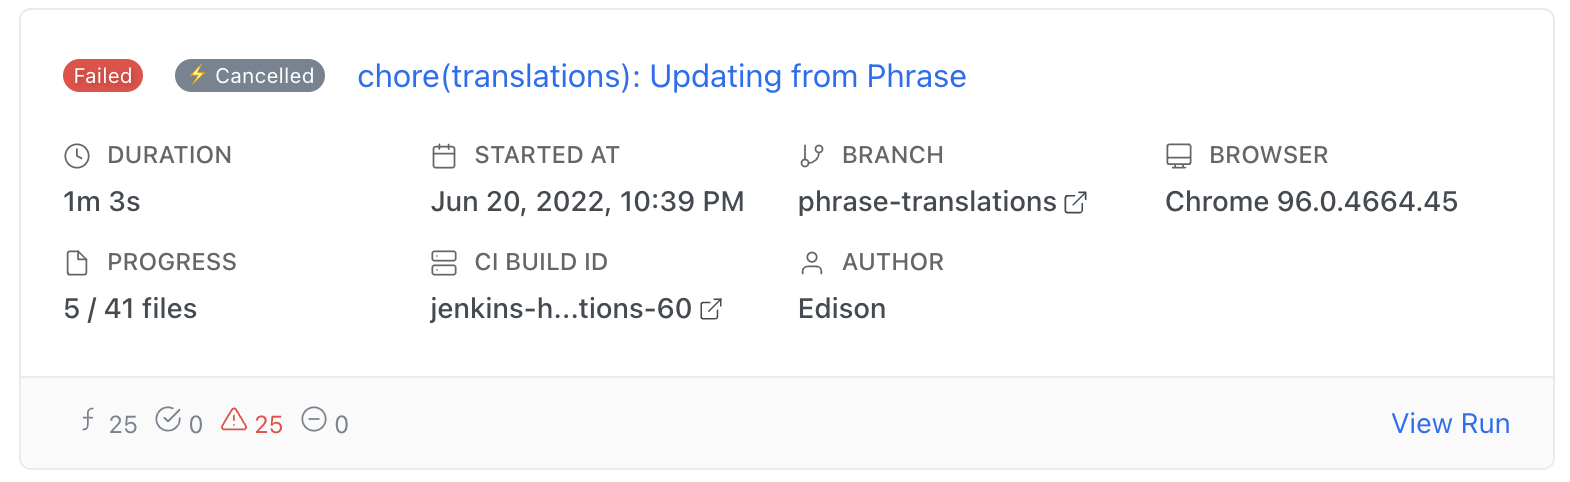 Failed ⚡ Cancelled chore(translations): Updating from Phrase
DURATION STARTED AT BRANCH BROWSER
1m 3s Jun 20, 2022, 10:39 PM phrase-translations Chrome 96.0.4664.45
PROGRESS CI BUILD ID AUTHOR
5 / 41 files jenkins-h...tions-60 Edison
25 0 25 0 View Run